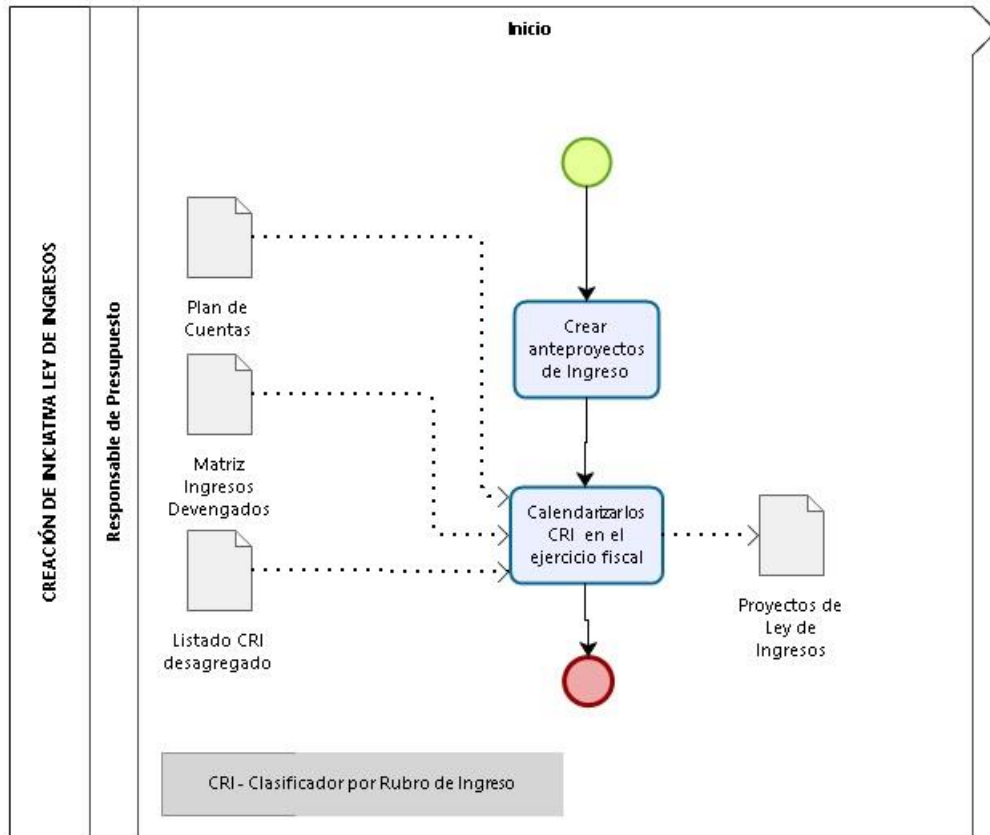 Inicio
CREACIÓN DE INICIATIVA LEY DE INGRESOS
Responsable de Presupuesto
Plan de
Cuentas
Crear
anteproyectos
de Ingreso
Matriz
Ingresos
Devengados
Calendarizarlos
CRI en el
ejercicio fiscal
Listado CRI
desagregado
Proyectos de
Ley de
Ingresos
CRI - Clasificador por Rubro de Ingreso